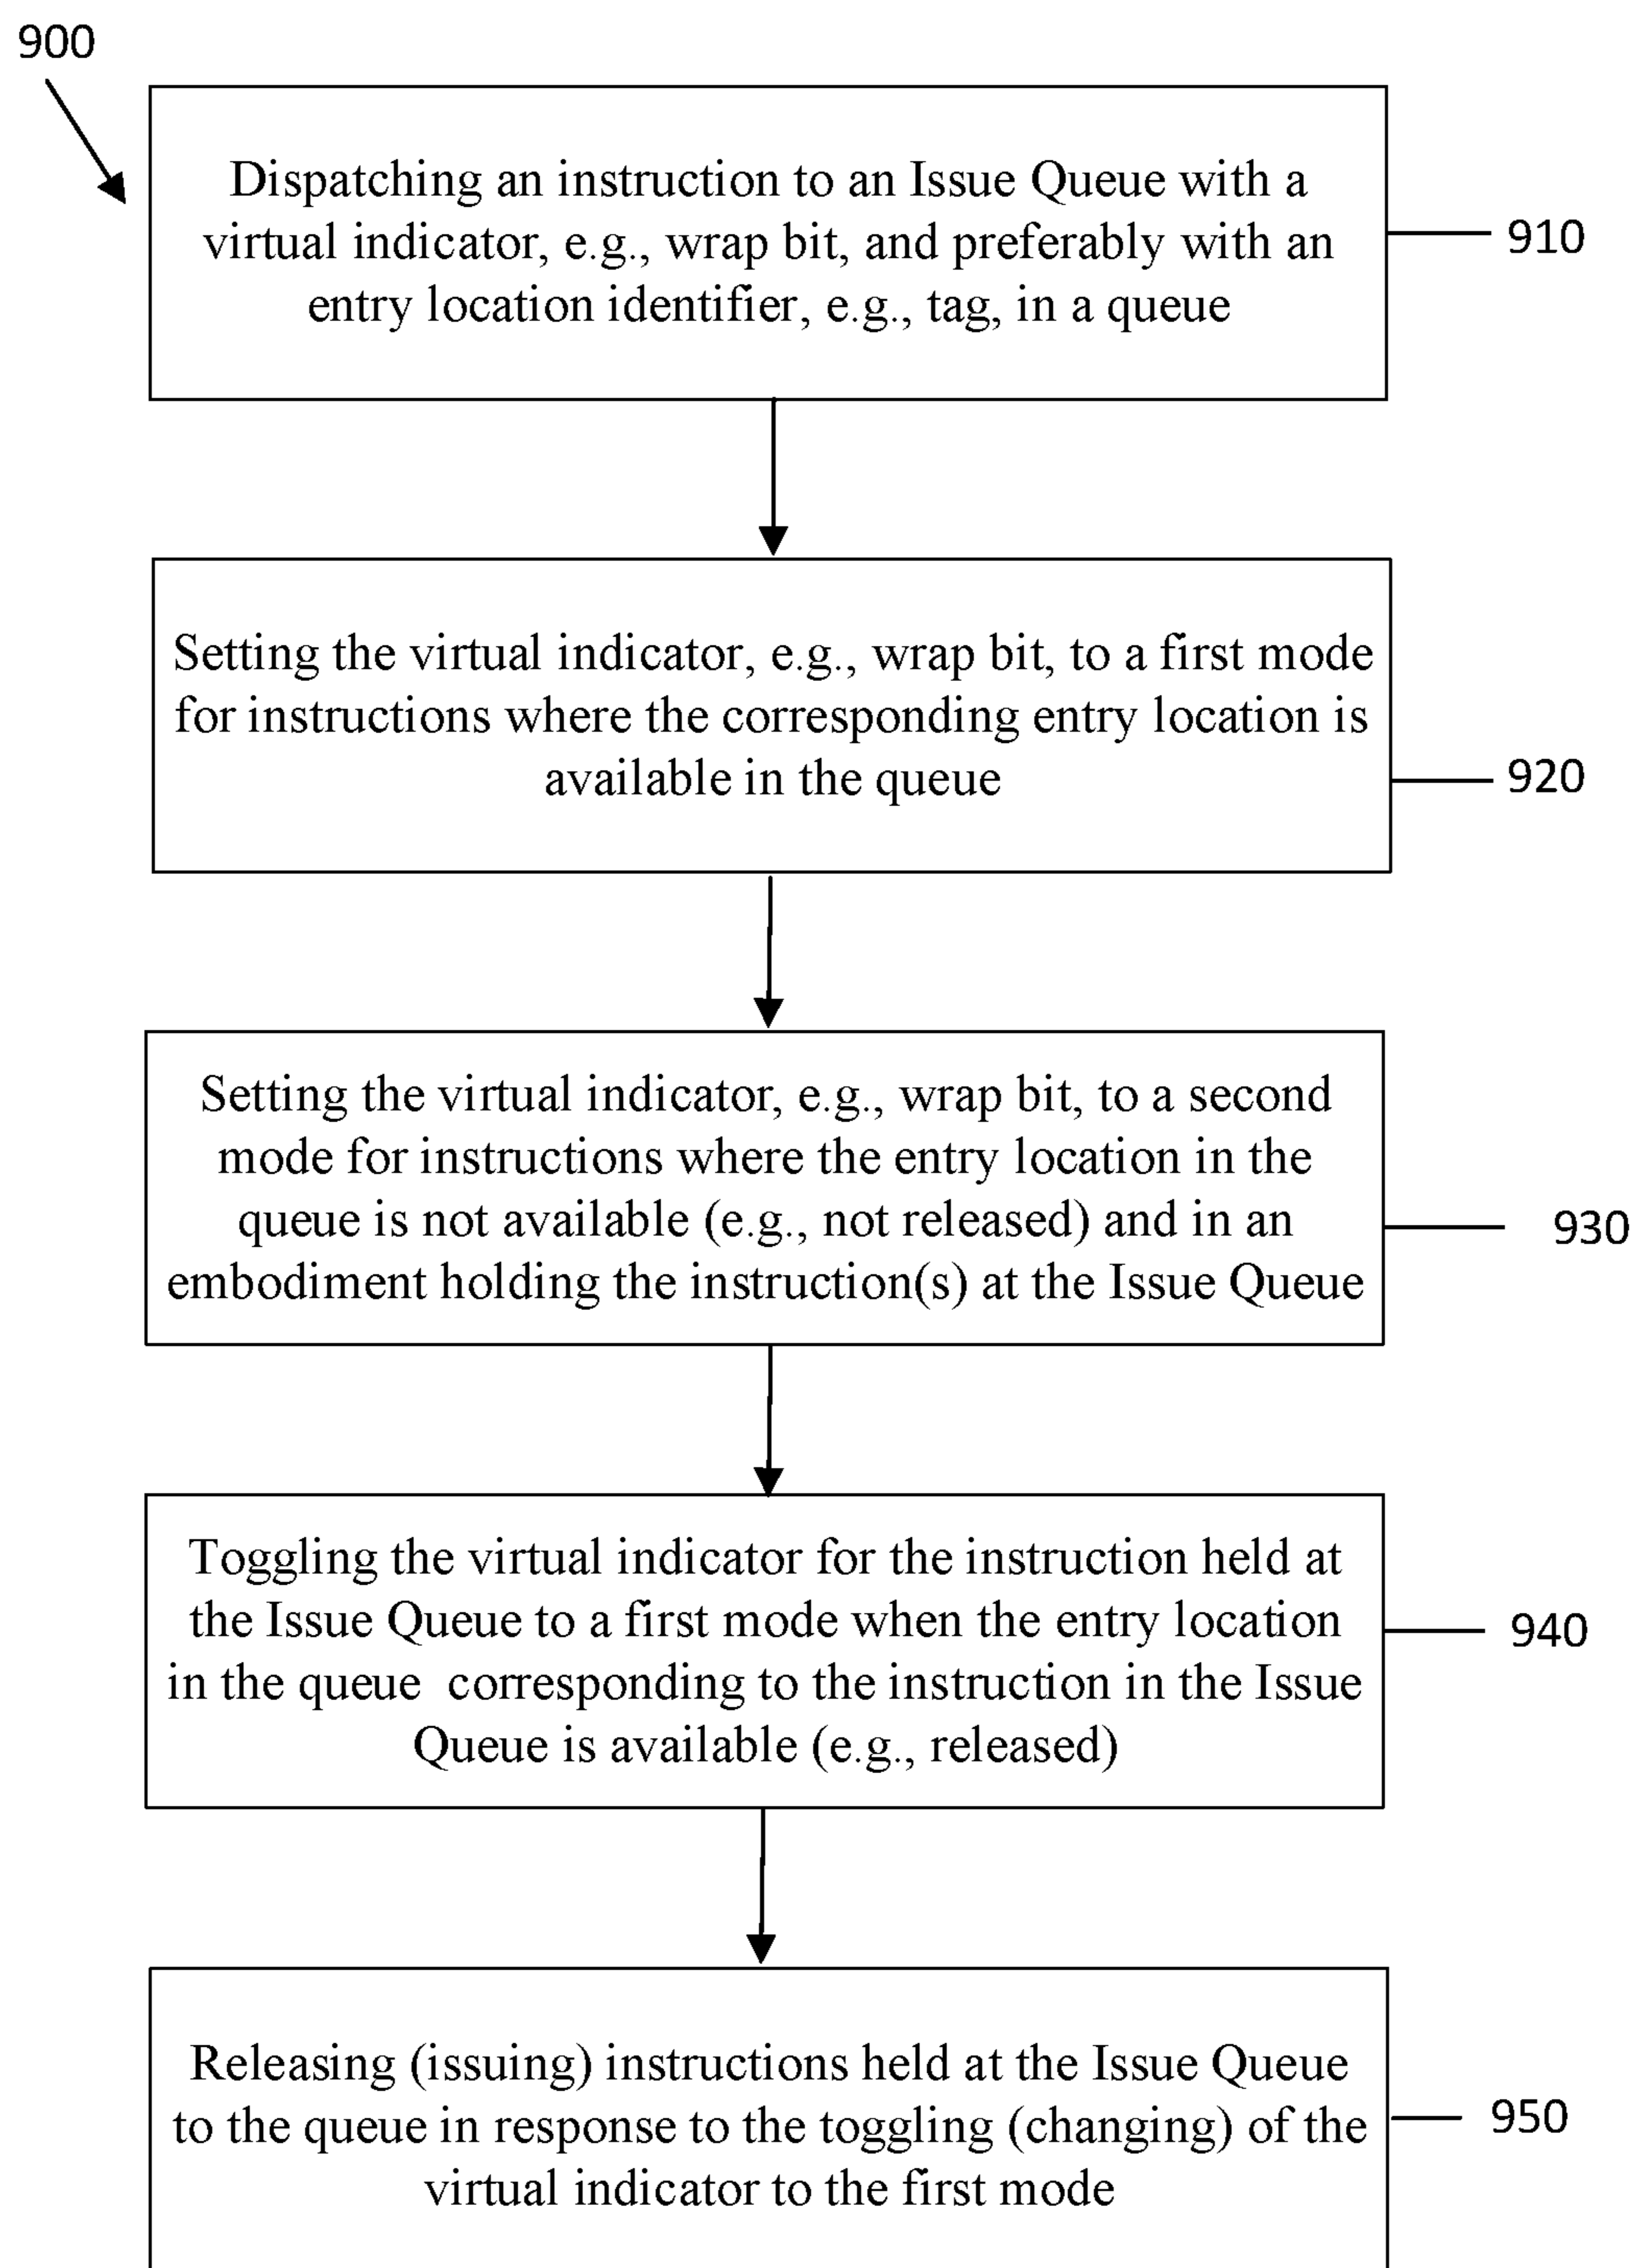 900
Dispatching an instruction to an Issue Queue with a
virtual indicator, e.g., wrap bit, and preferably with an
entry location identifier, e.g., tag, in a queue
910
Setting the virtual indicator, e.g., wrap bit, to a first mode
for instructions where the corresponding entry location is
available in the queue
920
Setting the virtual indicator, e.g., wrap bit, to a second
mode for instructions where the entry location in the
queue is not available (e.g., not released) and in an
embodiment holding the instruction(s) at the Issue Queue
930
Toggling the virtual indicator for the instruction held at
the Issue Queue to a first mode when the entry location
in the queue corresponding to the instruction in the Issue
Queue is available (e.g., released)
940
Releasing (issuing) instructions held at the Issue Queue
to the queue in response to the toggling (changing) of the
virtual indicator to the first mode
950